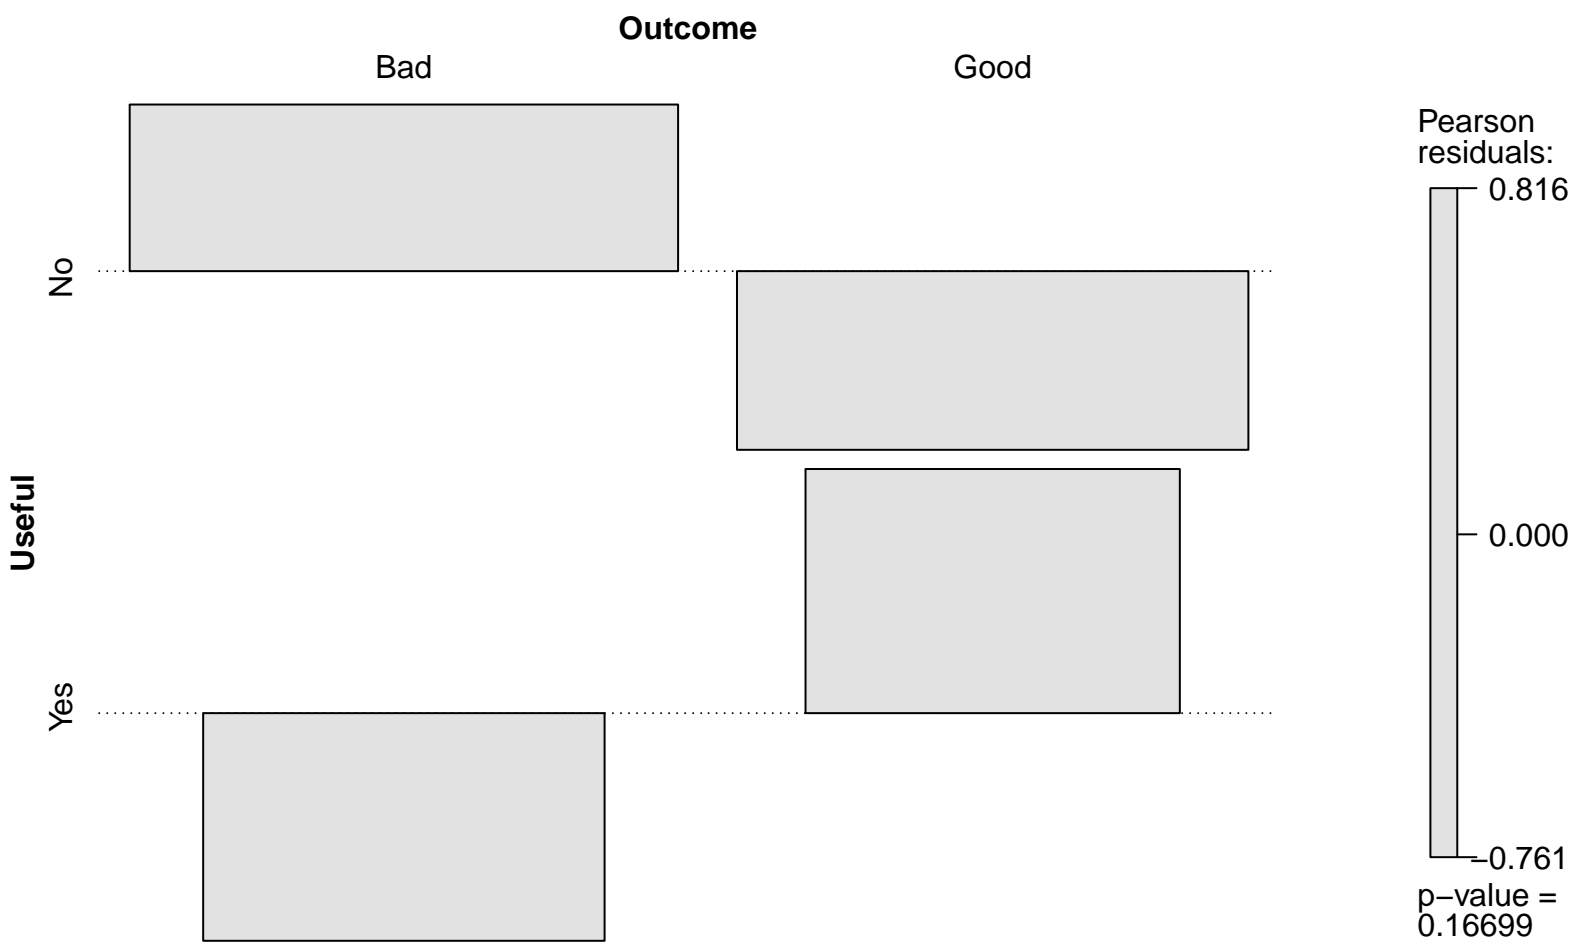 Outcome
Bad Good
Pearson
residuals:
0.816
No
Useful
0.000
Yes
−0.761
p−value =
0.16699